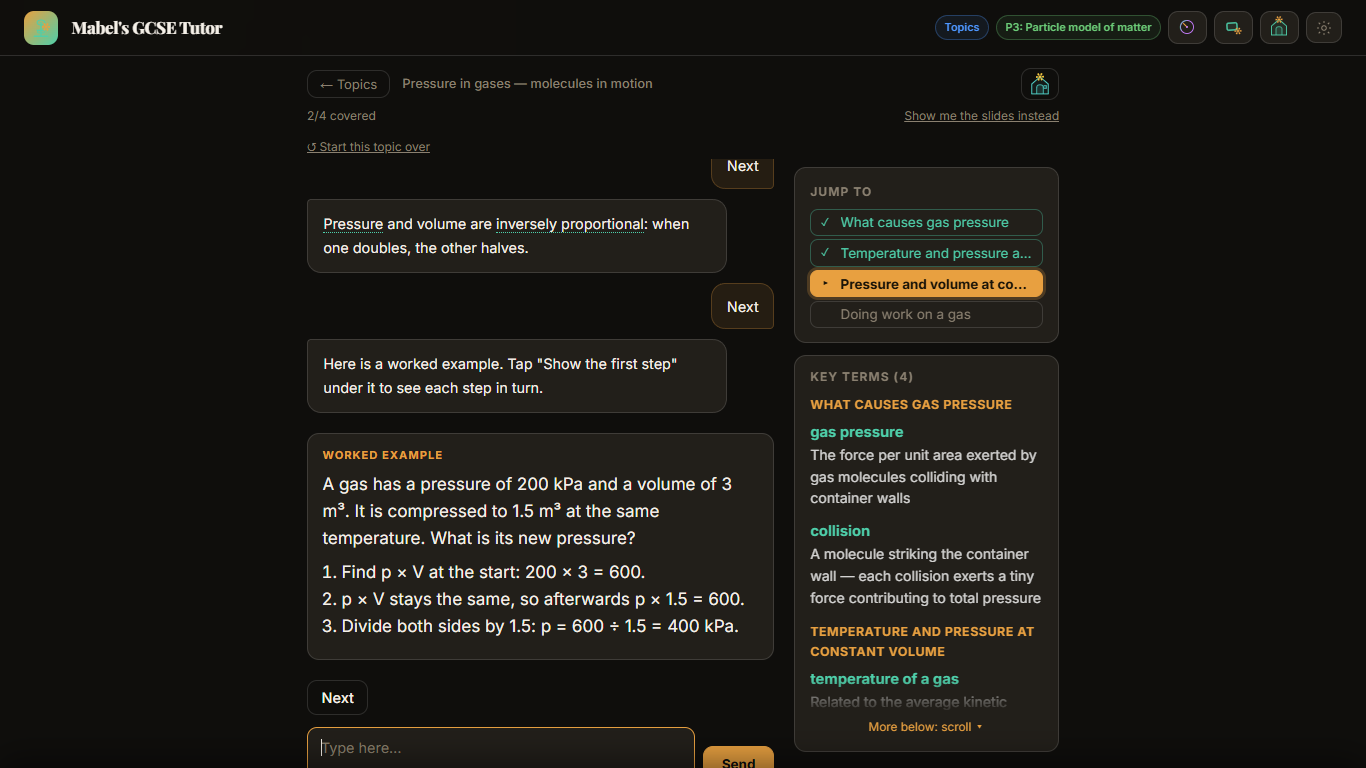 Mabel's GCSE Tutor
Topics
P3: Particle model of matter
← Topics
Pressure in gases — molecules in motion
2/4 covered
Show me the slides instead
↺ Start this topic over
Next
Pressure and volume are inversely proportional: when
one doubles, the other halves.
Next
Here is a worked example. Tap "Show the first step"
under it to see each step in turn.
WORKED EXAMPLE
A gas has a pressure of 200 kPa and a volume of 3
m³. It is compressed to 1.5 m³ at the same
temperature. What is its new pressure?
1. Find p × V at the start: 200 × 3 = 600.
2. p × V stays the same, so afterwards p × 1.5 = 600.
3. Divide both sides by 1.5: p = 600 ÷ 1.5 = 400 kPa.
Next
Type here...
Send
JUMP TO
✓ What causes gas pressure
✓ Temperature and pressure a...
▸ Pressure and volume at co...
Doing work on a gas
KEY TERMS (4)
WHAT CAUSES GAS PRESSURE
gas pressure
The force per unit area exerted by
gas molecules colliding with
container walls
collision
A molecule striking the container
wall — each collision exerts a tiny
force contributing to total pressure
TEMPERATURE AND PRESSURE AT
CONSTANT VOLUME
temperature of a gas
Related to the average kinetic
More below: scroll ▾